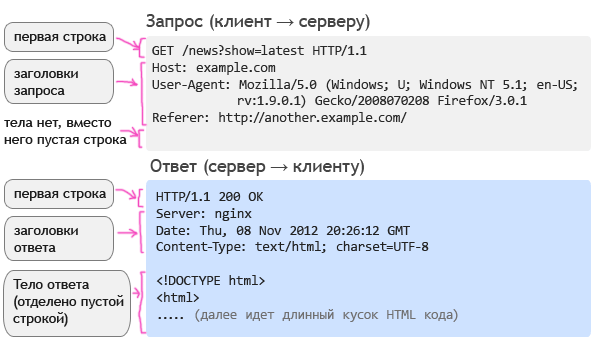 Запрос (клиент → серверу)
первая строка
GET /news?show=latest HTTP/1.1
заголовки
запроса
Host: example.com
User-Agent: Mozilla/5.0 (Windows; U; Windows NT 5.1; en-US;
rv:1.9.0.1) Gecko/2008070208 Firefox/3.0.1
Referer: http://another.example.com/
тела нет, вместо
него пустая строка
Ответ (сервер → клиенту)
первая строка
HTTP/1.1 200 OK
заголовки
ответа
Server: nginx
Date: Thu, 08 Nov 2012 20:26:12 GMT
Content-Type: text/html; charset=UTF-8
Тело ответа
(отделено пустой
строкой)
<!DOCTYPE html>
<html>
..... (далее идет длинный кусок HTML кода)